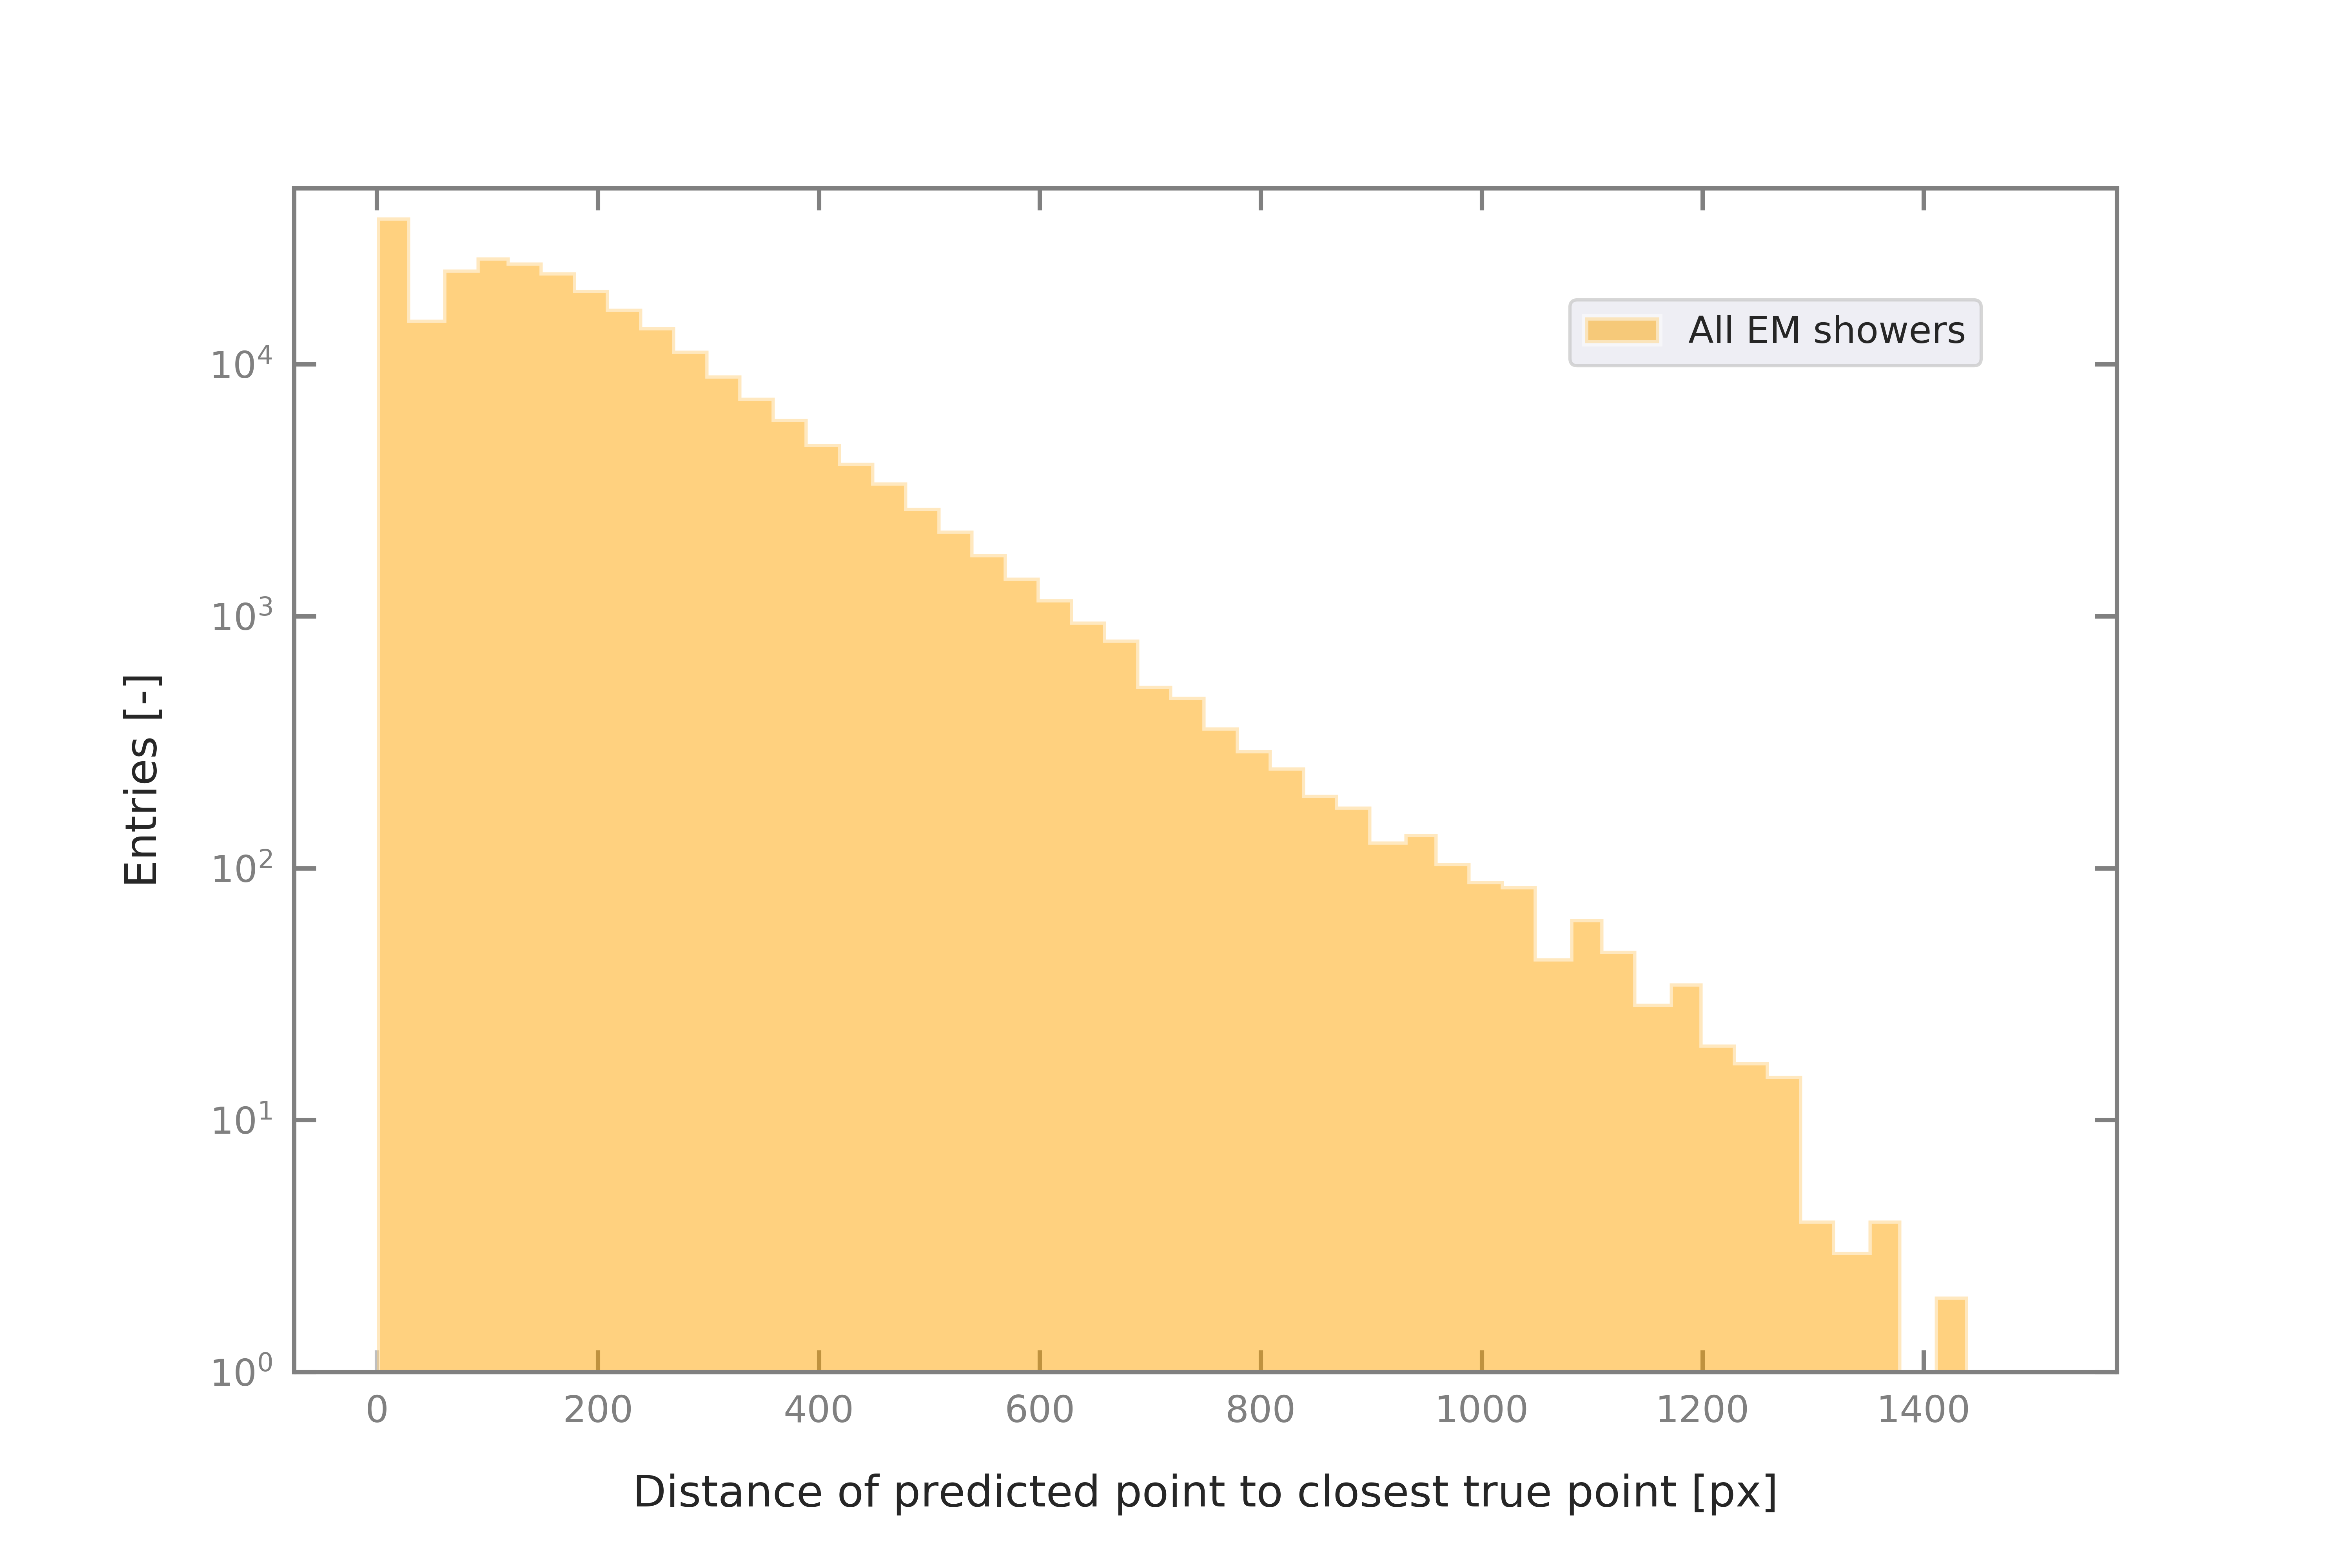 All EM showers
10⁴
10³
10²
10¹
10⁰
Entries [-]
0 200 400 600 800 1000 1200 1400
Distance of predicted point to closest true point [px]